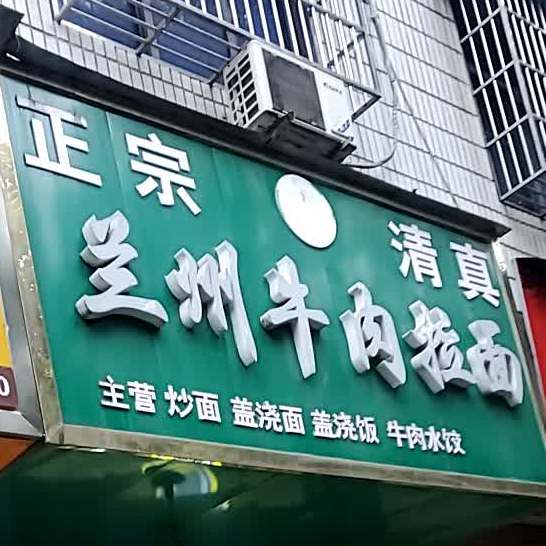 正宗 清真
兰州牛肉拉面
主营 炒面 盖浇面 盖浇饭 牛肉水饺